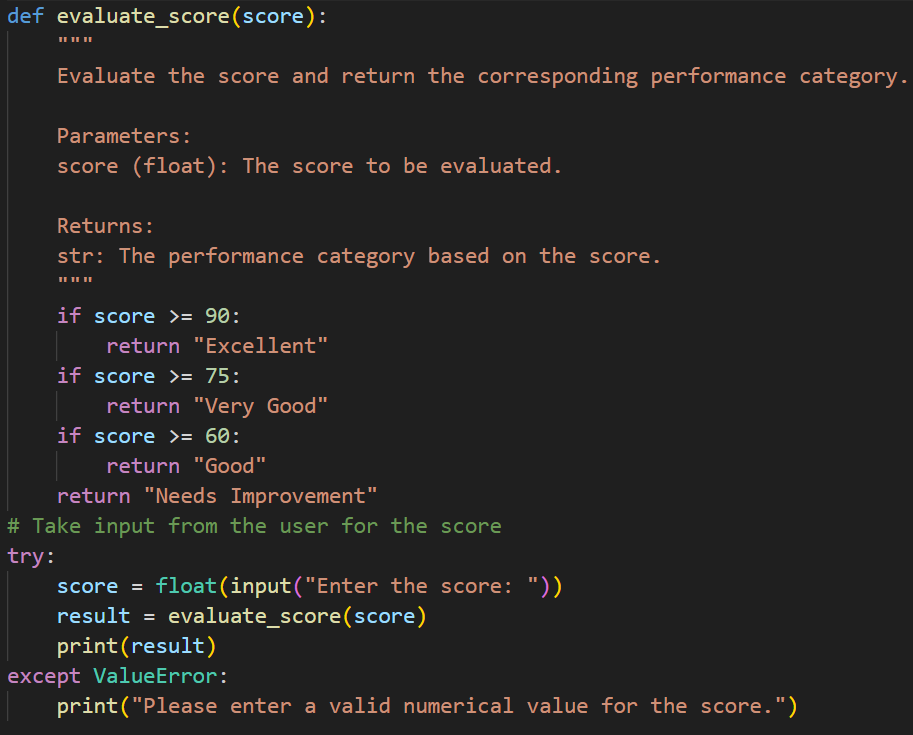 def evaluate_score(score):
    """
    Evaluate the score and return the corresponding performance category.

    Parameters:
    score (float): The score to be evaluated.

    Returns:
    str: The performance category based on the score.
    """
    if score >= 90:
        return "Excellent"
    if score >= 75:
        return "Very Good"
    if score >= 60:
        return "Good"
    return "Needs Improvement"
# Take input from the user for the score
try:
    score = float(input("Enter the score: "))
    result = evaluate_score(score)
    print(result)
except ValueError:
    print("Please enter a valid numerical value for the score.")